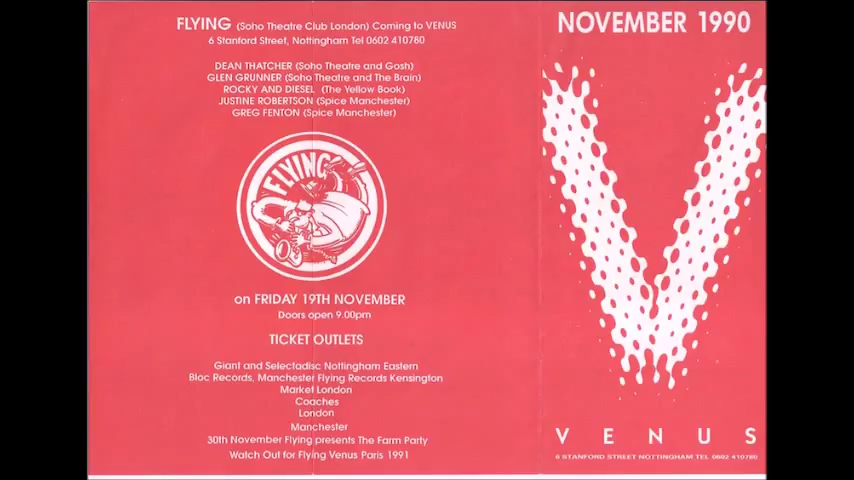 FLYING (Soho Theatre Club London) Coming to VENUS
6 Stanford Street, Nottingham Tel 0602 410780
DEAN THATCHER (Soho Theatre and Gosh)
GLEN GRUNNER (Soho Theatre and The Brain)
ROCKY AND DIESEL (The Yellow Book)
JUSTINE ROBERTSON (Spice Manchester)
GREG FENTON (Spice Manchester)
FLYING
on FRIDAY 19TH NOVEMBER
Doors open 9.00pm
TICKET OUTLETS
Giant and Selectadisc Nottingham Eastern
Bloc Records, Manchester Flying Records Kensington
Market London
Coaches
London
Manchester
30th November Flying presents The Farm Party
Watch Out for Flying Venus Paris 1991
NOVEMBER 1990
V
VENUS
6 STANFORD STREET NOTTINGHAM TEL 0602 410780